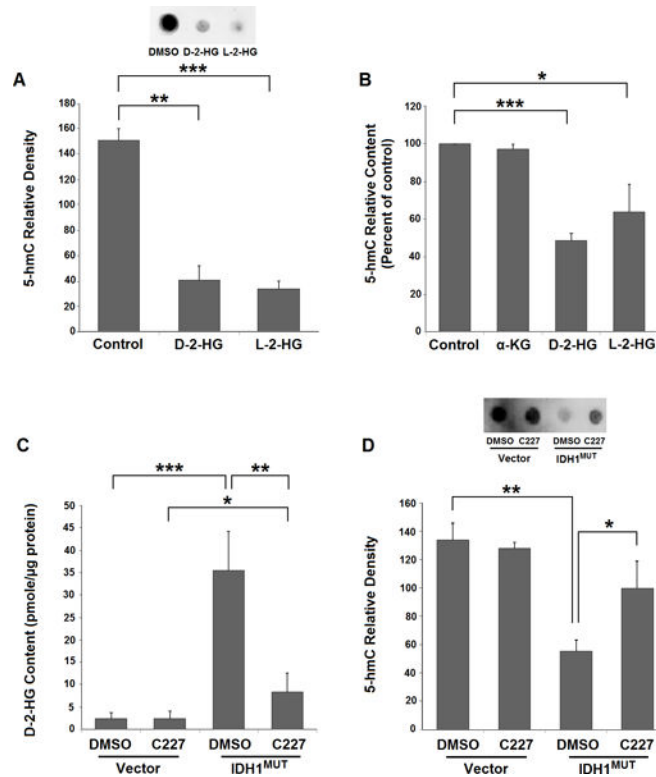 DMSO D-2-HG L-2-HG
A
***
**
180
160
140
120
100
80
60
40
20
0
5-hmC Relative Density
Control D-2-HG L-2-HG
B
*
***
120
100
80
60
40
20
0
5-hmC Relative Content
(Percent of control)
Control α-KG D-2-HG L-2-HG
C
*** **
*
50
45
40
35
30
25
20
15
10
5
0
D-2-HG Content (pmole/µg protein)
DMSO C227 DMSO C227
Vector IDH1MUT
DMSO C227 DMSO C227
Vector IDH1MUT
D
**
*
160
140
120
100
80
60
40
20
0
5-hmC Relative Density
DMSO C227 DMSO C227
Vector IDH1MUT